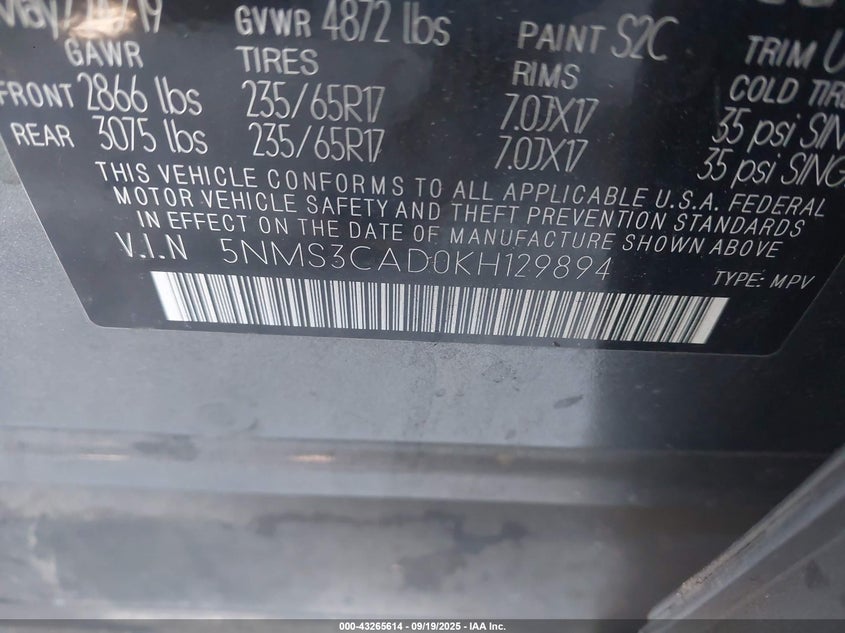 GVWR 4872 lbs PAINT S2C TRIM
GAWR TIRES RIMS COLD
FRONT 2866 lbs 235/65R17 7.0JX17 35 psi
REAR 3075 lbs 235/65R17 7.0JX17 35 psi
THIS VEHICLE CONFORMS TO ALL APPLICABLE U.S.A. FEDERAL
MOTOR VEHICLE SAFETY AND THEFT PREVENTION STANDARDS
IN EFFECT ON THE DATE OF MANUFACTURE SHOWN ABOVE
V.I.N 5NMS3CAD0KH129894 TYPE: MPV
000-43265614 - 09/19/2025 - IAA Inc.